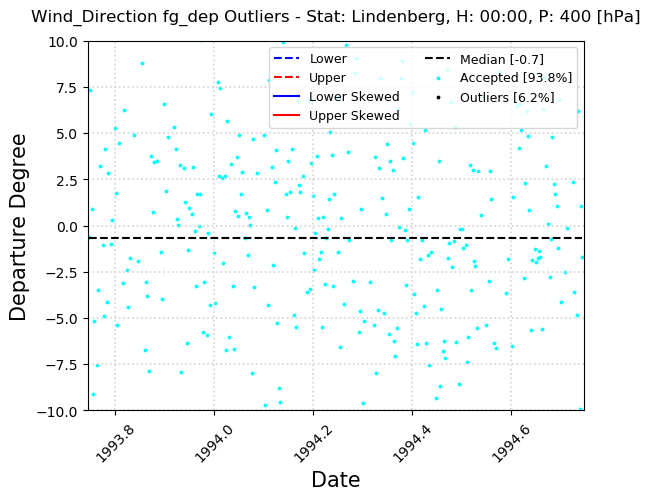 Wind_Direction fg_dep Outliers - Stat: Lindenberg, H: 00:00, P: 400 [hPa]
Departure Degree
10.0
7.5
5.0
2.5
0.0
−2.5
−5.0
−7.5
−10.0
Lower
Upper
Lower Skewed
Upper Skewed
Median [-0.7]
Accepted [93.8%]
Outliers [6.2%]
1993.8
1994.0
1994.2
1994.4
1994.6
Date